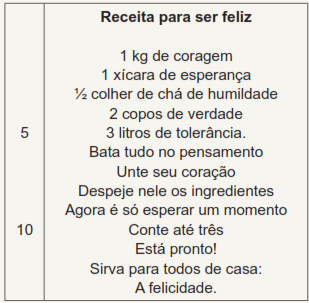 Receita para ser feliz
1 kg de coragem
1 xícara de esperança
½ colher de chá de humildade
2 copos de verdade
5 3 litros de tolerância.
Bata tudo no pensamento
Unte seu coração
Despeje nele os ingredientes
Agora é só esperar um momento
10 Conte até três
Está pronto!
Sirva para todos de casa:
A felicidade.